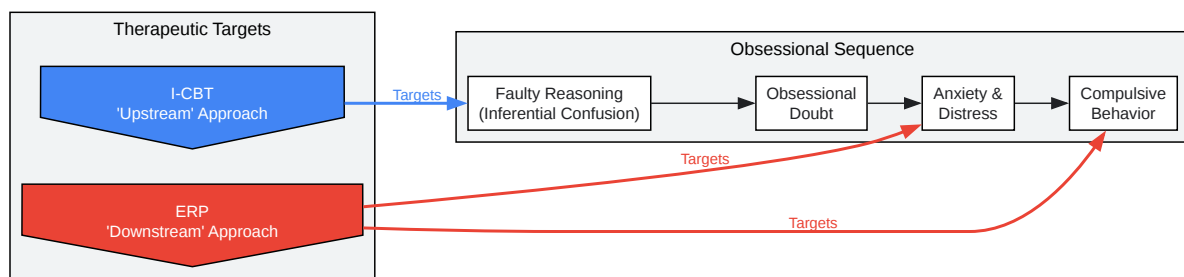 Therapeutic Targets
I-CBT
'Upstream' Approach
ERP
'Downstream' Approach
Targets
Obsessional Sequence
Faulty Reasoning
(Inferential Confusion)
Obsessional
Doubt
Anxiety &
Distress
Compulsive
Behavior
Targets
Targets